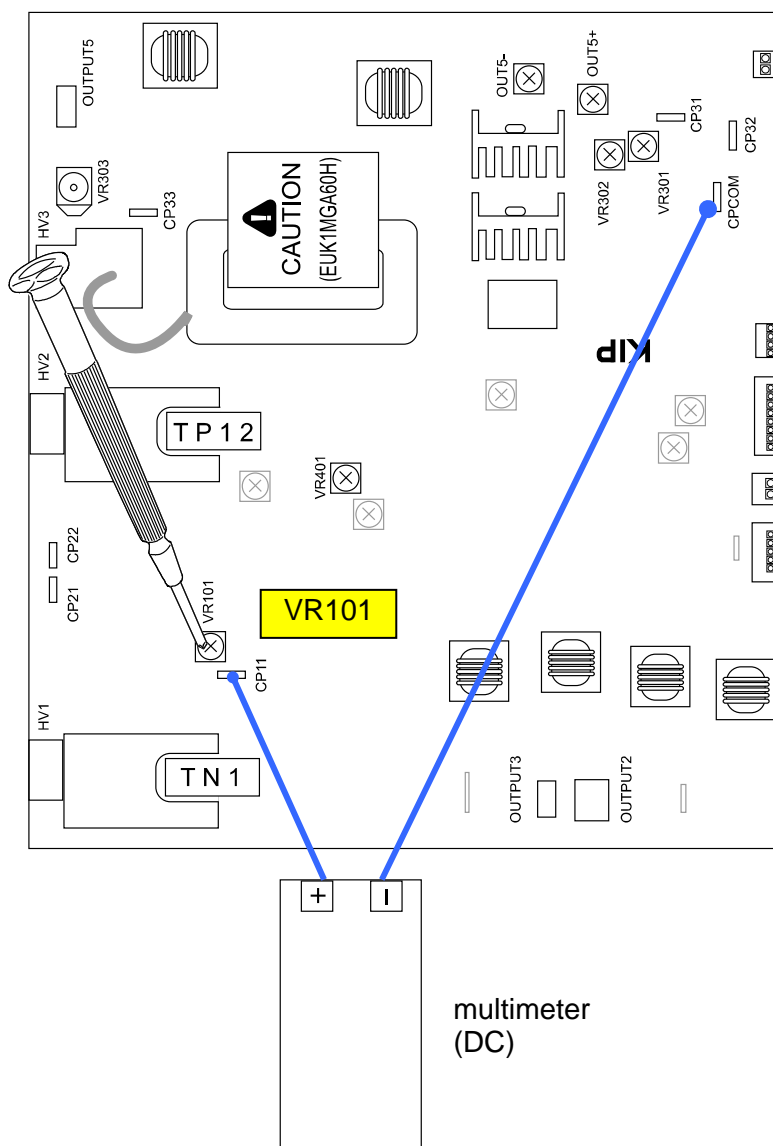 OUTPUT5
OUT5-
OUT5+
CP31
CP32
VR303
CP33
VR302
VR301
CPCOM
CAUTION
(EUK1MGA60H)
HV3
KIP
HV2
TP12
VR401
CP22
CP21
VR101
VR101
CP11
HV1
TN1
OUTPUT3
OUTPUT2
+
−
multimeter
(DC)